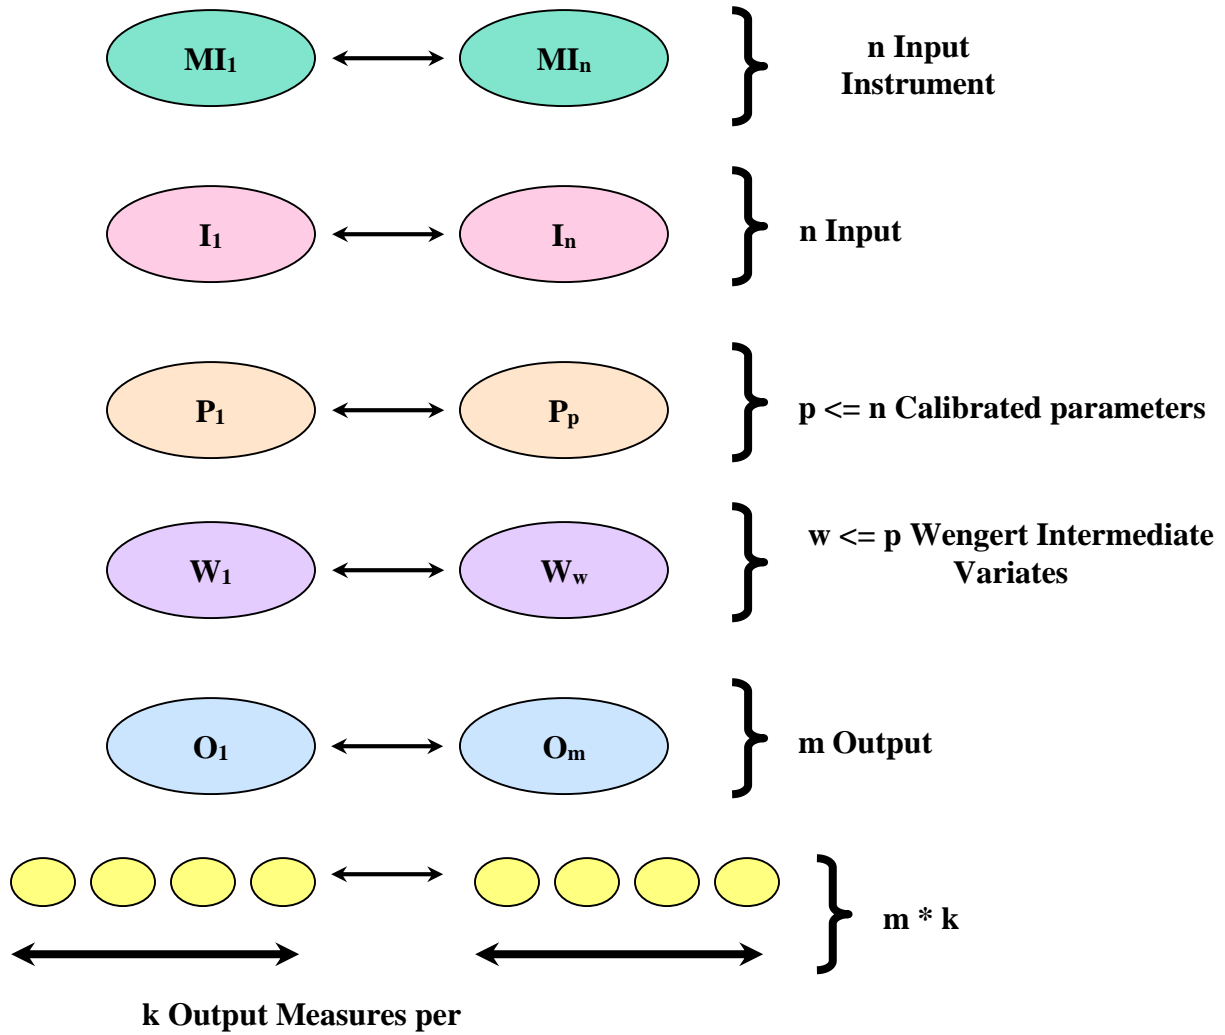 MI₁
MIₙ
n Input
Instrument
I₁
Iₙ
n Input
P₁
Pₚ
p <= n Calibrated parameters
W₁
W_w
w <= p Wengert Intermediate
Variates
O₁
Oₘ
m Output
m * k
k Output Measures per